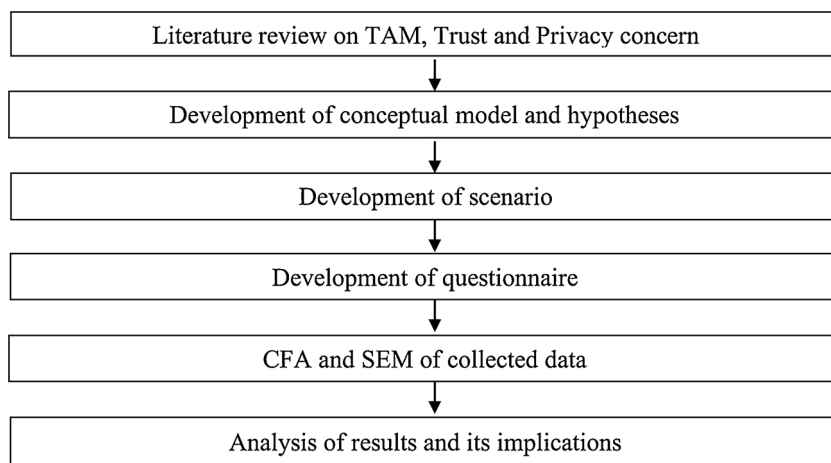 Literature review on TAM, Trust and Privacy concern
Development of conceptual model and hypotheses
Development of scenario
Development of questionnaire
CFA and SEM of collected data
Analysis of results and its implications